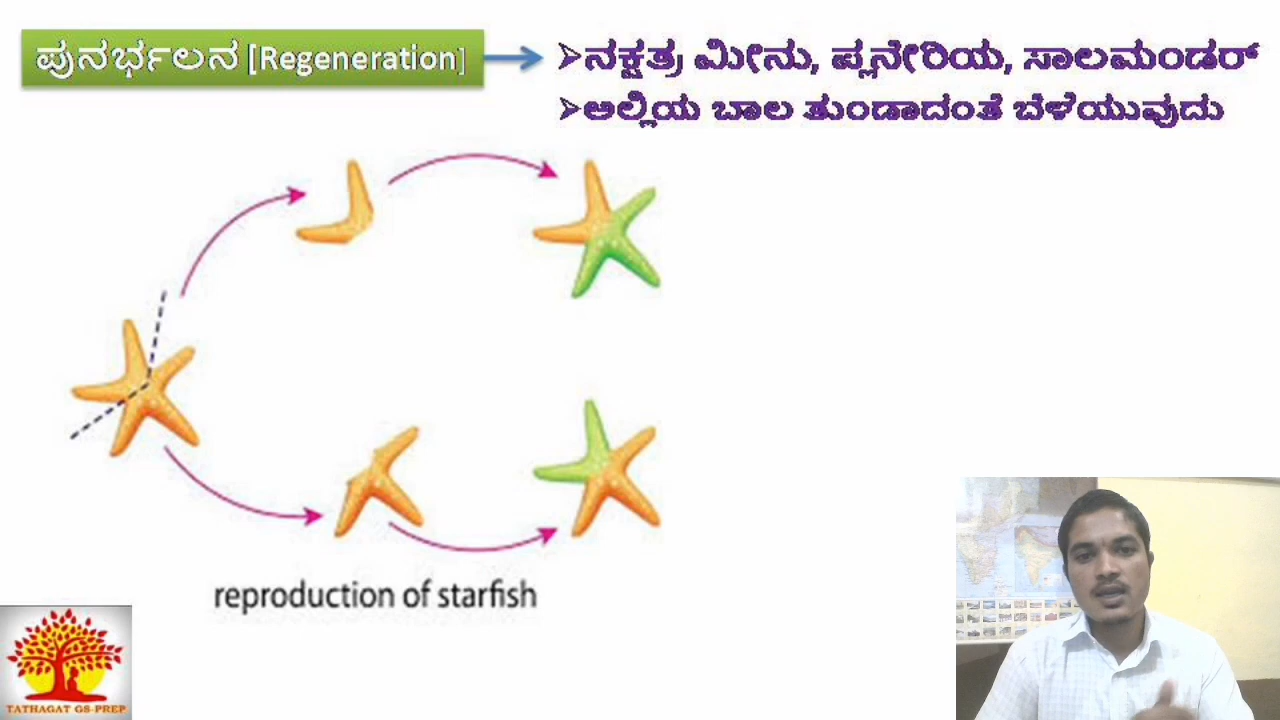 ಪುನರ್ಭಲನ [Regeneration]
➢ನಕ್ಷತ್ರ ಮೀನು, ಪ್ಲನೇರಿಯ, ಸಾಲಮಂಡರ್
➢ಅಲ್ಲಿಯ ಬಾಲ ತುಂಡಾದಂತೆ ಬೆಳೆಯುವುದು
reproduction of starfish
TATHAGAT GS-PREP